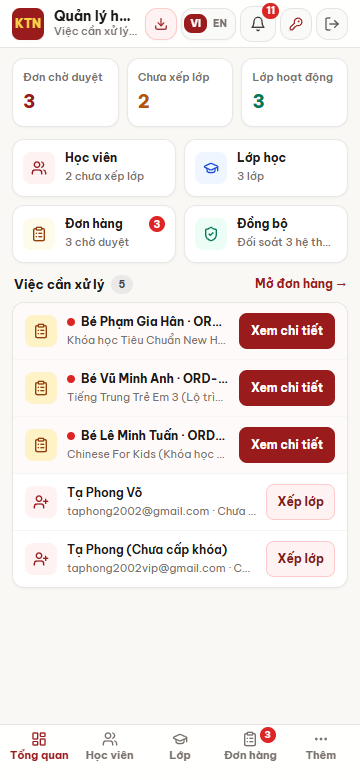 KTN
Quản lý h...
Việc cần xử lý...
VI
EN
11
Đơn chờ duyệt
3
Chưa xếp lớp
2
Lớp hoạt động
3
Học viên
2 chưa xếp lớp
Lớp học
3 lớp
Đơn hàng
3 chờ duyệt
3
Đồng bộ
Đối soát 3 hệ th...
Việc cần xử lý 5
Mở đơn hàng →
Bé Phạm Gia Hân · OR...
Khóa học Tiêu Chuẩn New H...
Xem chi tiết
Bé Vũ Minh Anh · ORD-...
Tiếng Trung Trẻ Em 3 (Lộ trì...
Xem chi tiết
Bé Lê Minh Tuấn · ORD...
Chinese For Kids (Khóa học ...
Xem chi tiết
Tạ Phong Võ
taphong2002@gmail.com · Chưa ...
Xếp lớp
Tạ Phong (Chưa cấp khóa)
taphong2002vip@gmail.com · C...
Xếp lớp
Tổng quan
Học viên
Lớp
Đơn hàng
3
Thêm